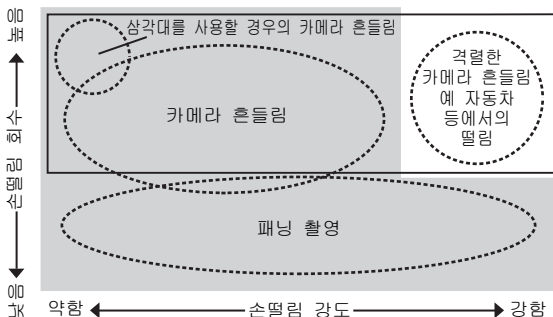 높음
손떨림 회수
낮음
삼각대를 사용할 경우의 카메라 흔들림
카메라 흔들림
격렬한
카메라 흔들림
예 자동차
등에서의
떨림
패닝 촬영
약함
손떨림 강도
강함